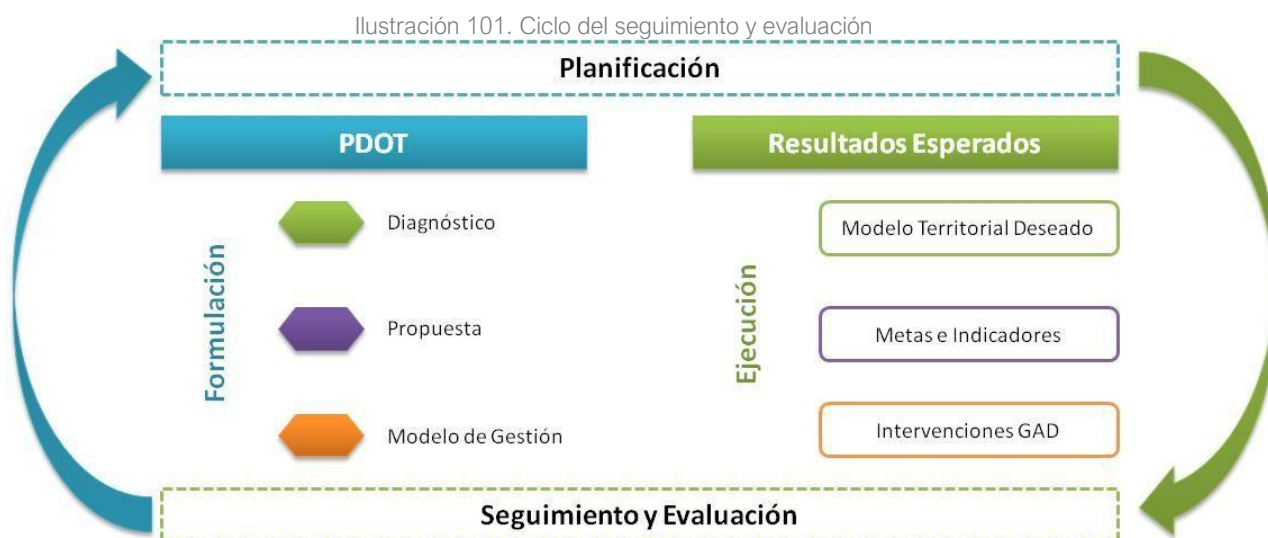 Ilustración 101. Ciclo del seguimiento y evaluación
Planificación
PDOT
Resultados Esperados
Formulación
Diagnóstico
Propuesta
Modelo de Gestión
Ejecución
Modelo Territorial Deseado
Metas e Indicadores
Intervenciones GAD
Seguimiento y Evaluación